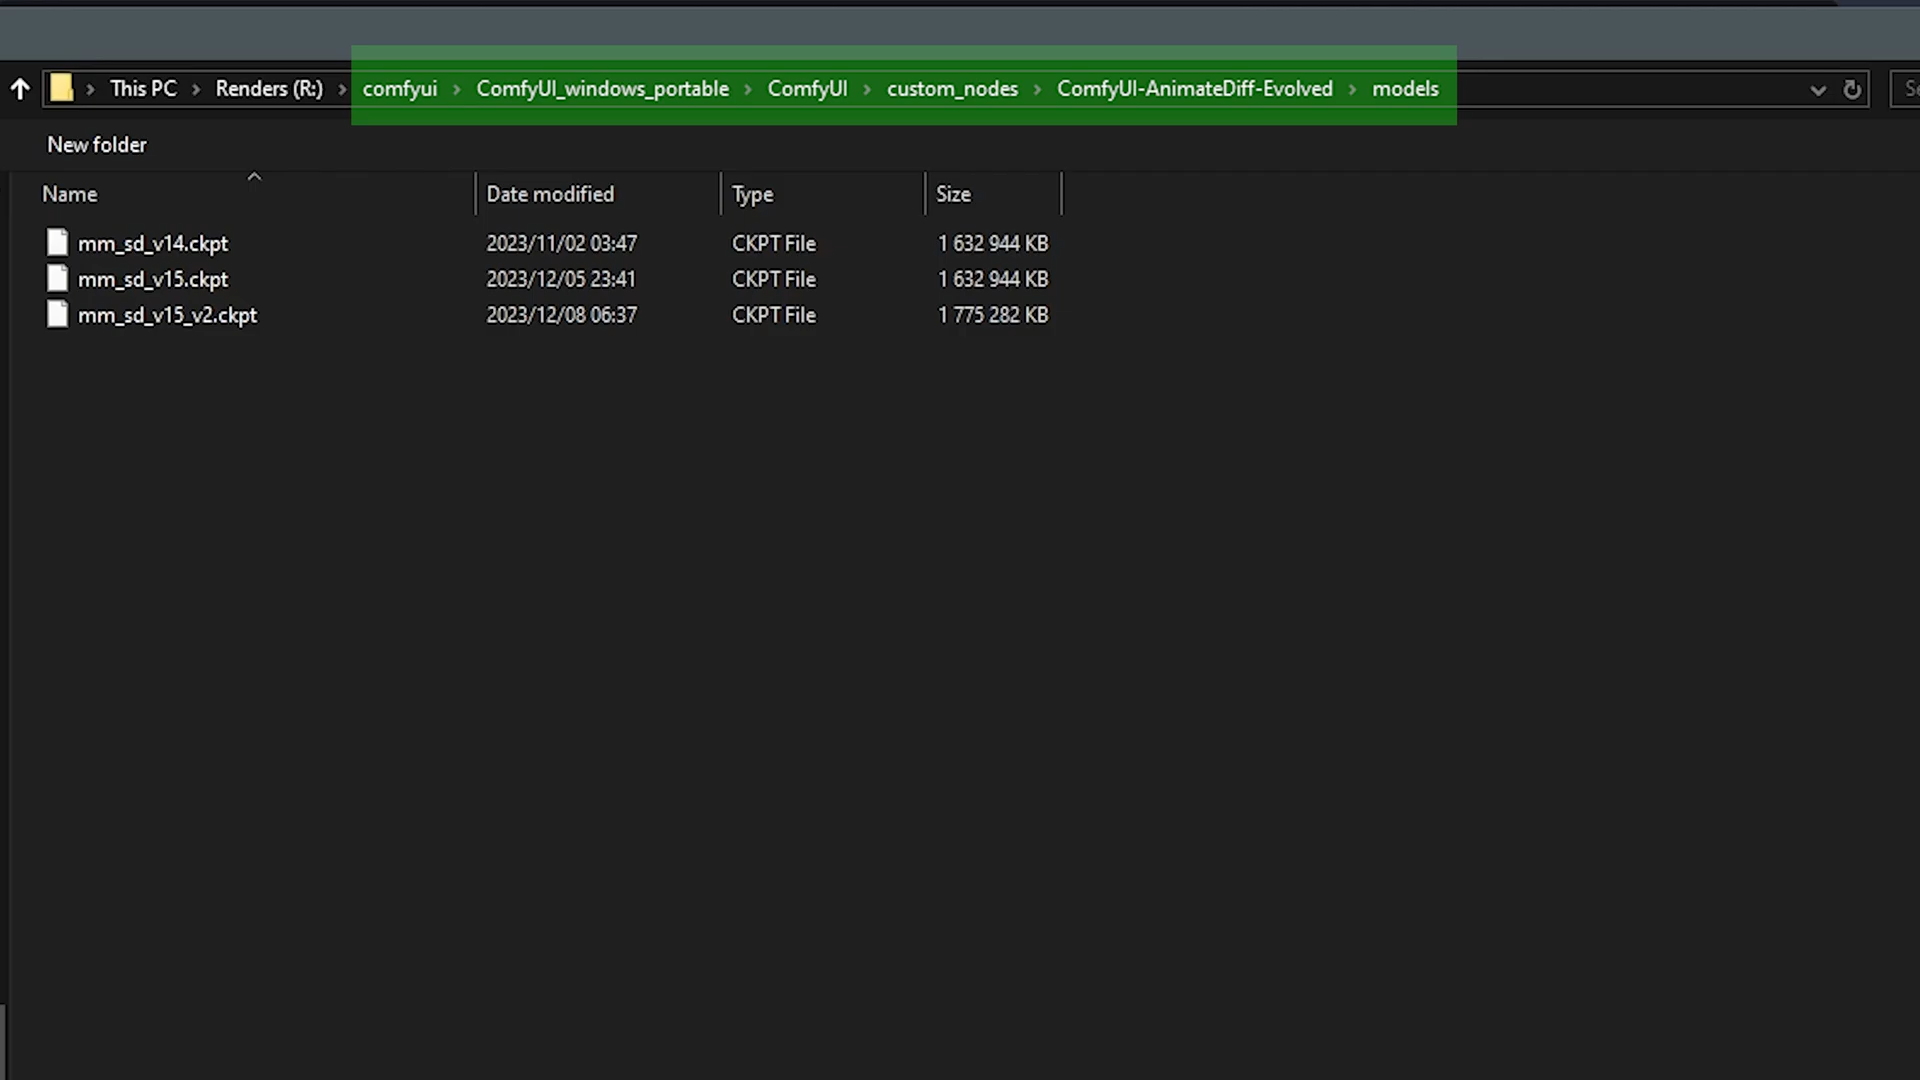 This PC > Renders (R:) > comfyui > ComfyUI_windows_portable > ComfyUI > custom_nodes > ComfyUI-AnimateDiff-Evolved > models
New folder
Name Date modified Type Size
mm_sd_v14.ckpt 2023/11/02 03:47 CKPT File 1 632 944 KB
mm_sd_v15.ckpt 2023/12/05 23:41 CKPT File 1 632 944 KB
mm_sd_v15_v2.ckpt 2023/12/08 06:37 CKPT File 1 775 282 KB